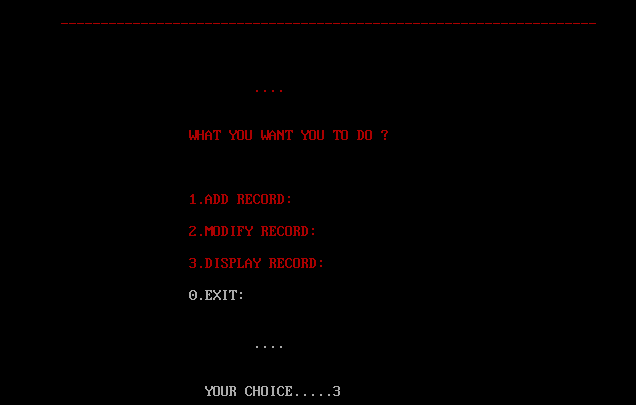 ....
WHAT YOU WANT YOU TO DO ?
1.ADD RECORD:
2.MODIFY RECORD:
3.DISPLAY RECORD:
0.EXIT:
....
YOUR CHOICE.....3